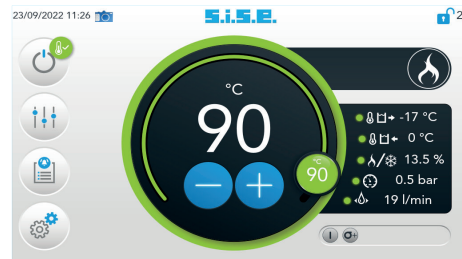 23/09/2022 11:26
S.I.S.E.
2
°C
90
°C
90
-17 °C
0 °C
13.5 %
0.5 bar
19 l/min